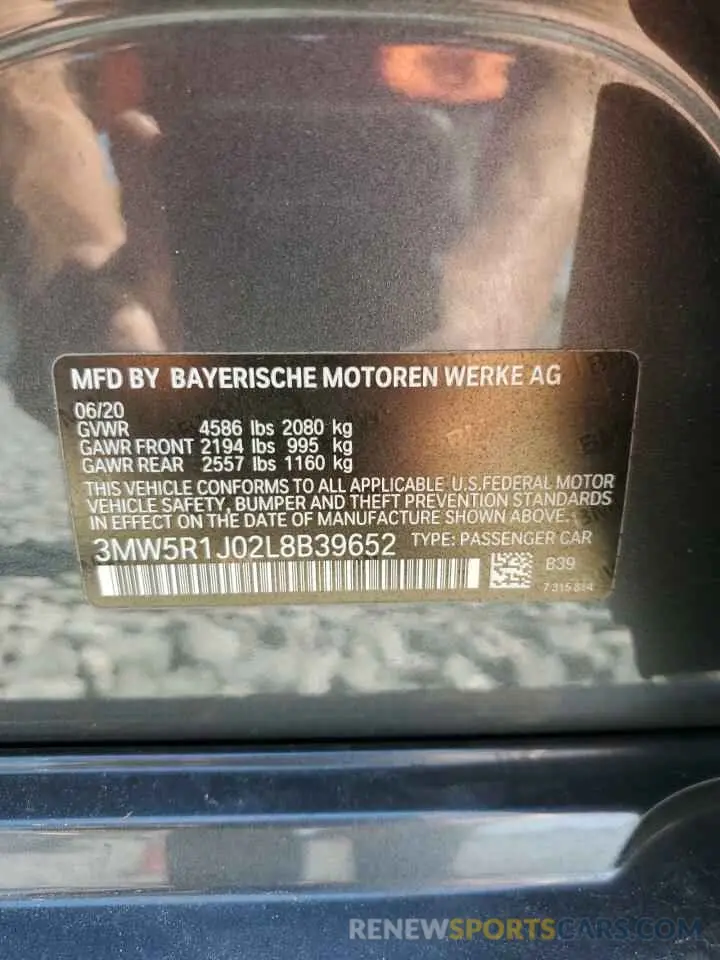 MFD BY BAYERISCHE MOTOREN WERKE AG
06/20
GVWR 4586 lbs 2080 kg
GAWR FRONT 2194 lbs 995 kg
GAWR REAR 2557 lbs 1160 kg
THIS VEHICLE CONFORMS TO ALL APPLICABLE U.S.FEDERAL MOTOR
VEHICLE SAFETY, BUMPER AND THEFT PREVENTION STANDARDS
IN EFFECT ON THE DATE OF MANUFACTURE SHOWN ABOVE.
3MW5R1J02L8B39652 TYPE: PASSENGER CAR
B39
7315814
RENEWSPORTSCARS.COM